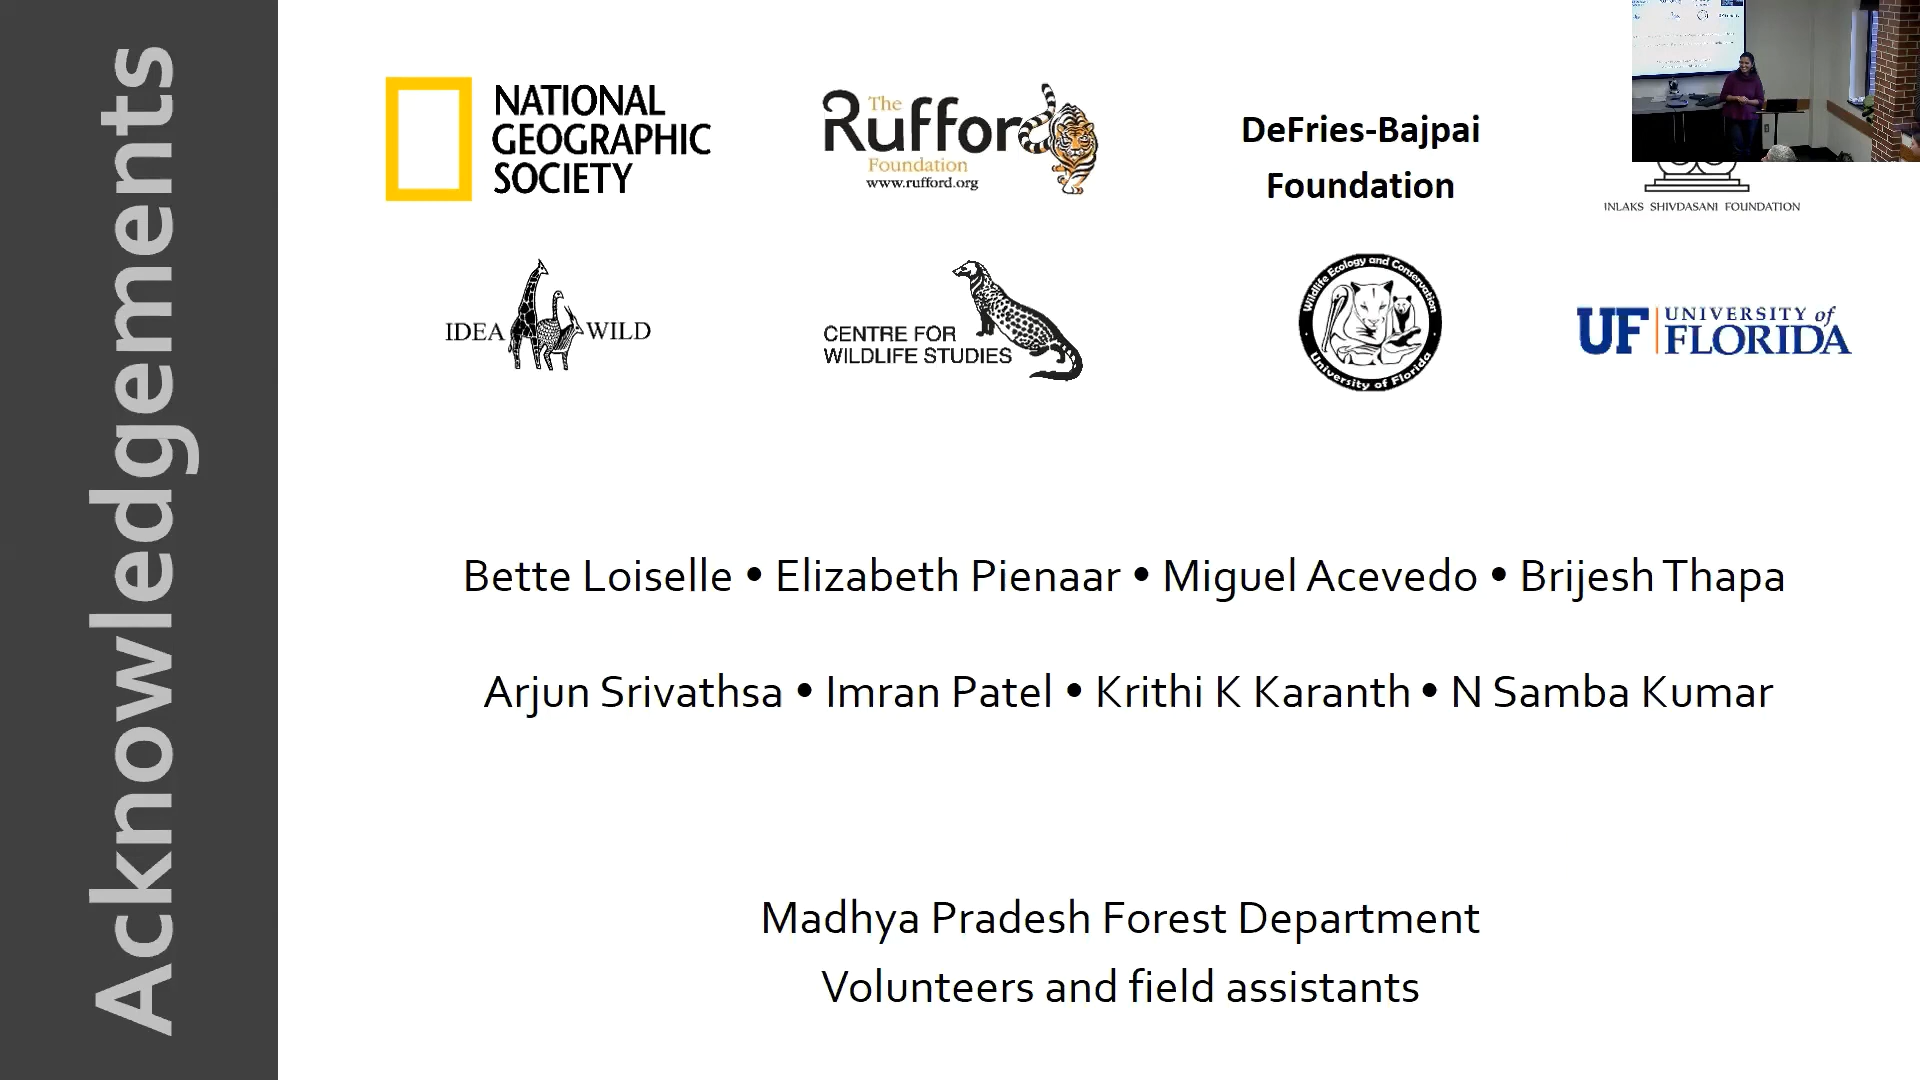 Acknowledgements
NATIONAL
GEOGRAPHIC
SOCIETY
The
Rufford
Foundation
www.rufford.org
DeFries-Bajpai
Foundation
INLAKS SHIVDASANI FOUNDATION
IDEA WILD
CENTRE FOR
WILDLIFE STUDIES
Wildlife Ecology and Conservation
University of Florida
UF UNIVERSITY of
FLORIDA
Bette Loiselle • Elizabeth Pienaar • Miguel Acevedo • Brijesh Thapa
Arjun Srivathsa • Imran Patel • Krithi K Karanth • N Samba Kumar
Madhya Pradesh Forest Department
Volunteers and field assistants